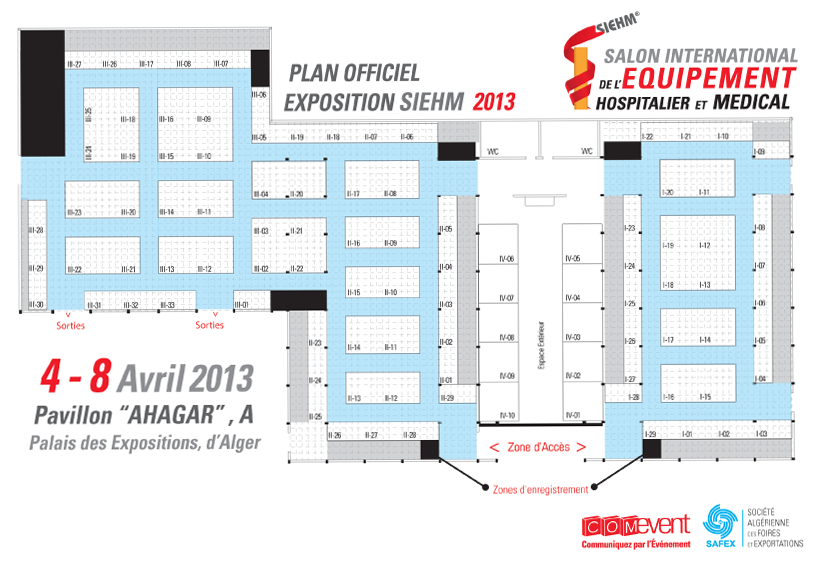 PLAN OFFICIEL
EXPOSITION SIEHM 2013
SIEHM®
SALON INTERNATIONAL
DE L'EQUIPEMENT
HOSPITALIER ET MEDICAL
III-27 III-26 III-17 III-08 III-07
III-06
III-25 III-18 III-16 III-09
III-24 III-19 III-15 III-10
III-05 II-19 II-18 II-07 II-06
WC WC
I-22 I-21 I-10
I-09
III-04 II-20 II-17 II-08
I-20 I-11
III-23 III-20 III-14 III-11
III-28
III-03 II-21
II-16 II-09
II-05
I-23
I-19 I-12
I-08
III-29
III-22 III-21 III-13 III-12
III-02 II-22
II-04
IV-06 IV-05
I-24
I-07
II-15 II-10
I-18 I-13
III-30
III-31 III-32 III-33
III-01
II-03
IV-07 IV-04
I-25
I-06
Sorties Sorties
II-23
II-14 II-11
II-02
IV-08 IV-03
Espace Extérieur
I-26
I-17 I-14
I-05
II-24
II-01
IV-09 IV-02
I-27
I-04
II-13 II-12
II-29
I-28
I-16 I-15
II-25
IV-10 IV-01
II-26 II-27 II-28
I-29 I-01 I-02 I-03
< Zone d'Accès >
Zones d'enregistrement
4 - 8 Avril 2013
Pavillon “AHAGAR” , A
Palais des Expositions, d'Alger
COMEVENT
Communiquez par l'Événement
SAFEX
SOCIÉTÉ
ALGÉRIENNE
DES FOIRES
ET EXPORTATIONS